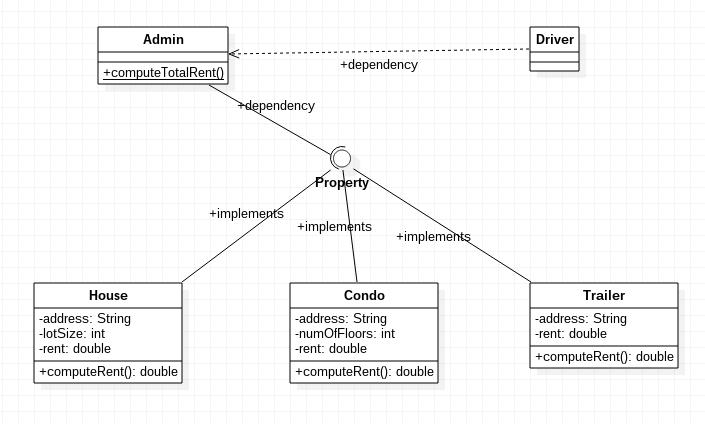 Admin
Driver
+computeTotalRent()
+dependency
+dependency
Property
+implements
+implements
+implements
House
-address: String
-lotSize: int
-rent: double
+computeRent(): double
Condo
-address: String
-numOfFloors: int
-rent: double
+computeRent(): double
Trailer
-address: String
-rent: double
+computeRent(): double